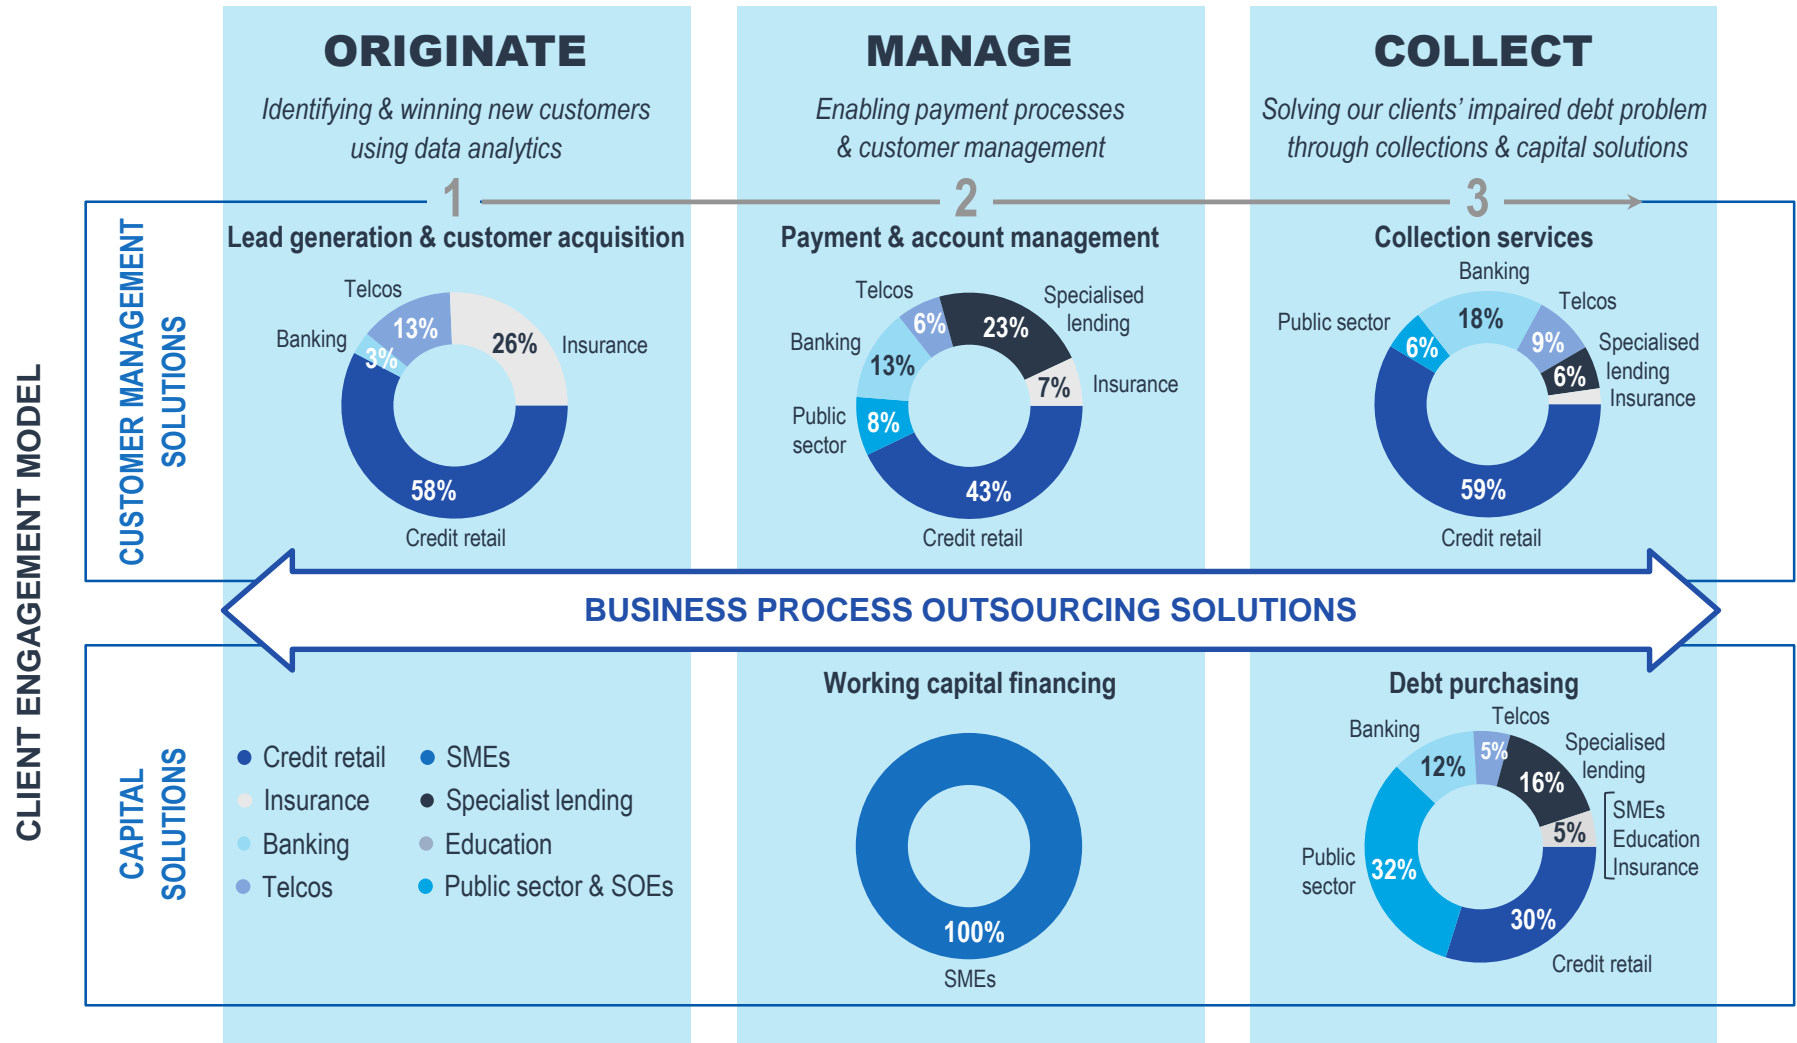 ORIGINATE
Identifying & winning new customers
using data analytics
MANAGE
Enabling payment processes
& customer management
COLLECT
Solving our clients’ impaired debt problem
through collections & capital solutions
1
2
3
CLIENT ENGAGEMENT MODEL
CUSTOMER MANAGEMENT
SOLUTIONS
Lead generation & customer acquisition
Telcos
13%
Banking
3%
26%
Insurance
58%
Credit retail
Payment & account management
Telcos
6%
23%
Specialised
lending
Banking
13%
7%
Insurance
Public
sector
8%
43%
Credit retail
Collection services
Banking
18%
Telcos
9%
Public sector
6%
Specialised
lending
6%
Insurance
59%
Credit retail
BUSINESS PROCESS OUTSOURCING SOLUTIONS
CAPITAL
SOLUTIONS
Credit retail
SMEs
Insurance
Specialist lending
Banking
Education
Telcos
Public sector & SOEs
Working capital financing
100%
SMEs
Debt purchasing
Telcos
5%
Banking
12%
Specialised
lending
16%
SMEs
Education
Insurance
5%
Public
sector
32%
30%
Credit retail